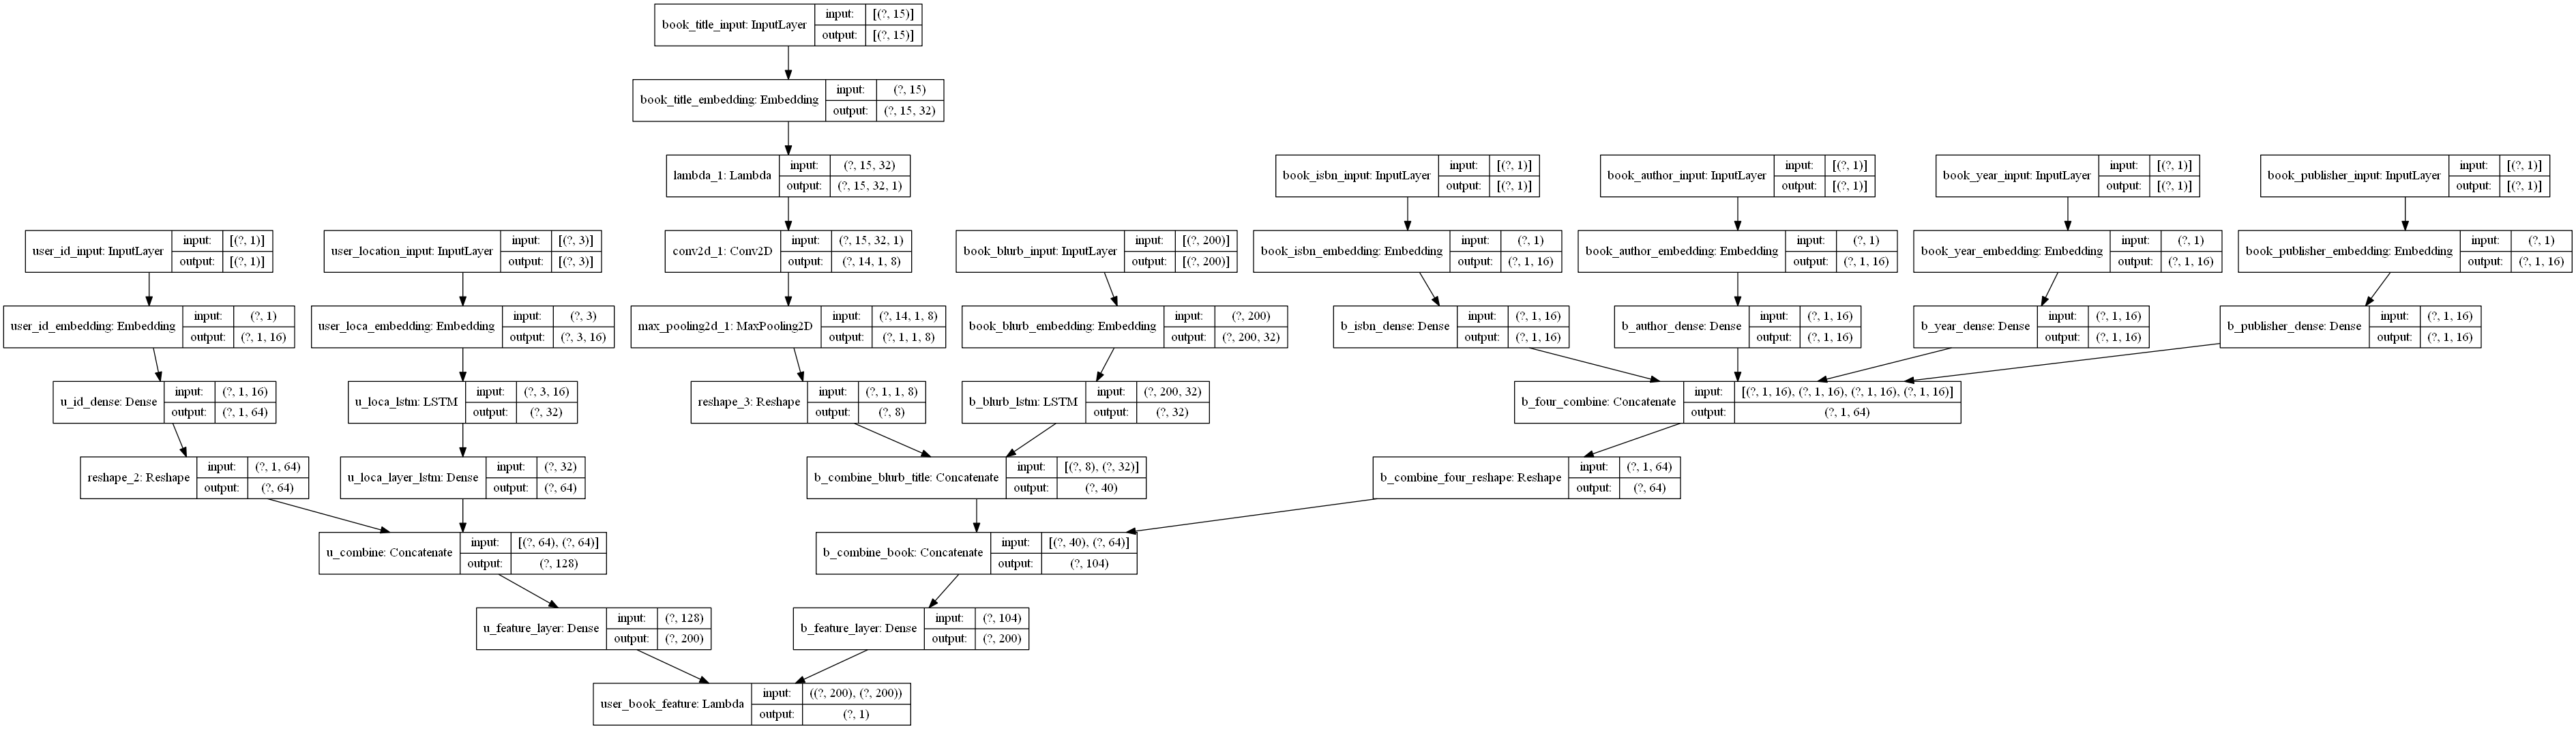 book_title_input: InputLayer
input: [(?, 15)]
output: [(?, 15)]
book_title_embedding: Embedding
input: (?, 15)
output: (?, 15, 32)
lambda_1: Lambda
input: (?, 15, 32)
output: (?, 15, 32, 1)
book_isbn_input: InputLayer
input: [(?, 1)]
output: [(?, 1)]
book_author_input: InputLayer
input: [(?, 1)]
output: [(?, 1)]
book_year_input: InputLayer
input: [(?, 1)]
output: [(?, 1)]
book_publisher_input: InputLayer
input: [(?, 1)]
output: [(?, 1)]
user_id_input: InputLayer
input: [(?, 1)]
output: [(?, 1)]
user_location_input: InputLayer
input: [(?, 3)]
output: [(?, 3)]
conv2d_1: Conv2D
input: (?, 15, 32, 1)
output: (?, 14, 1, 8)
book_blurb_input: InputLayer
input: [(?, 200)]
output: [(?, 200)]
book_isbn_embedding: Embedding
input: (?, 1)
output: (?, 1, 16)
book_author_embedding: Embedding
input: (?, 1)
output: (?, 1, 16)
book_year_embedding: Embedding
input: (?, 1)
output: (?, 1, 16)
book_publisher_embedding: Embedding
input: (?, 1)
output: (?, 1, 16)
user_id_embedding: Embedding
input: (?, 1)
output: (?, 1, 16)
user_loca_embedding: Embedding
input: (?, 3)
output: (?, 3, 16)
max_pooling2d_1: MaxPooling2D
input: (?, 14, 1, 8)
output: (?, 1, 1, 8)
book_blurb_embedding: Embedding
input: (?, 200)
output: (?, 200, 32)
b_isbn_dense: Dense
input: (?, 1, 16)
output: (?, 1, 16)
b_author_dense: Dense
input: (?, 1, 16)
output: (?, 1, 16)
b_year_dense: Dense
input: (?, 1, 16)
output: (?, 1, 16)
b_publisher_dense: Dense
input: (?, 1, 16)
output: (?, 1, 16)
u_id_dense: Dense
input: (?, 1, 16)
output: (?, 1, 64)
u_loca_lstm: LSTM
input: (?, 3, 16)
output: (?, 32)
reshape_3: Reshape
input: (?, 1, 1, 8)
output: (?, 8)
b_blurb_lstm: LSTM
input: (?, 200, 32)
output: (?, 32)
b_four_combine: Concatenate
input: [(?, 1, 16), (?, 1, 16), (?, 1, 16), (?, 1, 16)]
output: (?, 1, 64)
reshape_2: Reshape
input: (?, 1, 64)
output: (?, 64)
u_loca_layer_lstm: Dense
input: (?, 32)
output: (?, 64)
b_combine_blurb_title: Concatenate
input: [(?, 8), (?, 32)]
output: (?, 40)
b_combine_four_reshape: Reshape
input: (?, 1, 64)
output: (?, 64)
u_combine: Concatenate
input: [(?, 64), (?, 64)]
output: (?, 128)
b_combine_book: Concatenate
input: [(?, 40), (?, 64)]
output: (?, 104)
u_feature_layer: Dense
input: (?, 128)
output: (?, 200)
b_feature_layer: Dense
input: (?, 104)
output: (?, 200)
user_book_feature: Lambda
input: ((?, 200), (?, 200))
output: (?, 1)